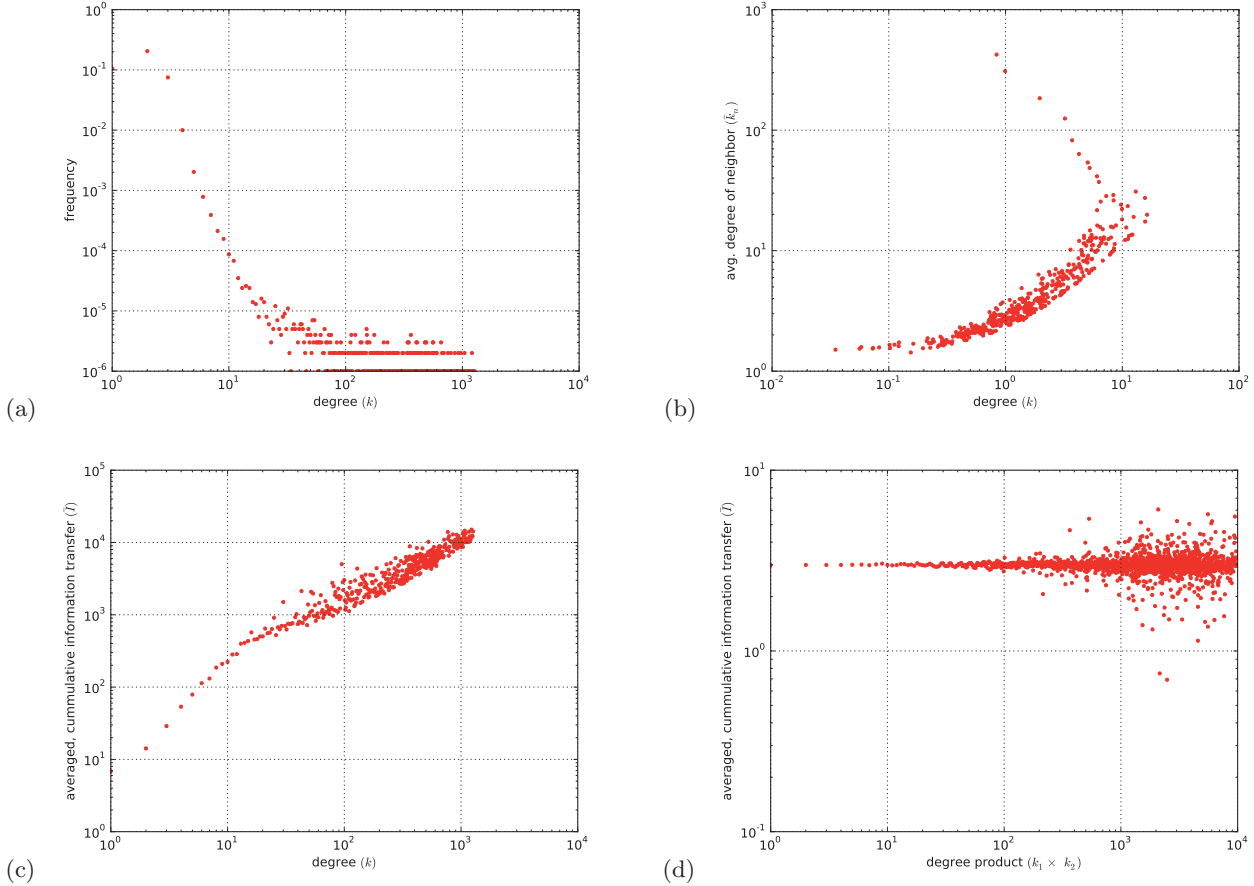 10^0
10^-1
10^-2
10^-3
10^-4
10^-5
10^-6
frequency
10^0 10^1 10^2 10^3 10^4
degree (k)
(a)
10^3
10^2
10^1
10^0
avg. degree of neighbor (k̄_n)
10^-2 10^-1 10^0 10^1 10^2
degree (k)
(b)
10^5
10^4
10^3
10^2
10^1
10^0
averaged, cummulative information transfer (Ī)
10^0 10^1 10^2 10^3 10^4
degree (k)
(c)
10^1
10^0
10^-1
averaged, cummulative information transfer (Ī)
10^0 10^1 10^2 10^3 10^4
degree product (k_1 × k_2)
(d)